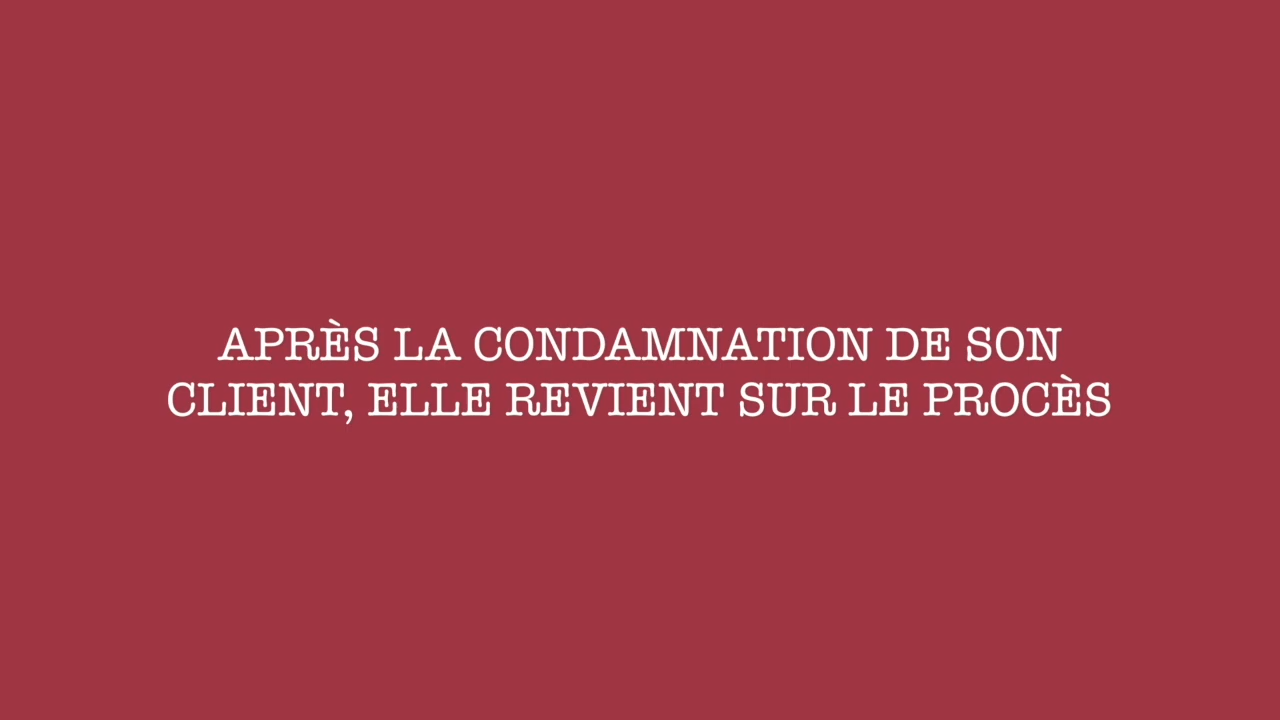 APRÈS LA CONDAMNATION DE SON
CLIENT, ELLE REVIENT SUR LE PROCÈS